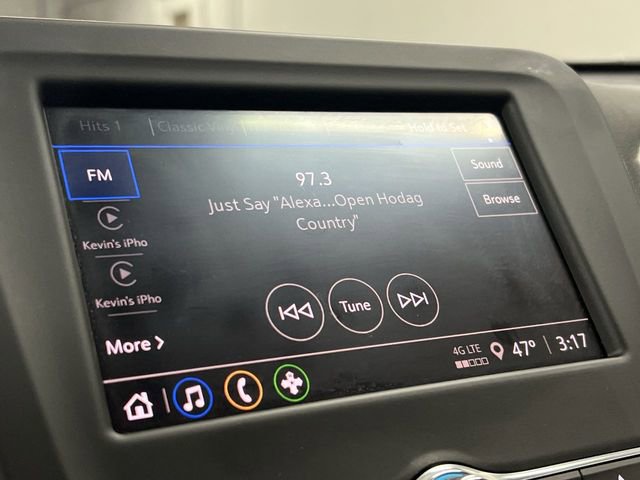 Hits 1 Classic Vinyl Hold to Set
FM
97.3
Sound
Just Say "Alexa...Open Hodag
Country"
Browse
Kevin's iPho
Kevin's iPho
Tune
More >
4G LTE
47° 3:17